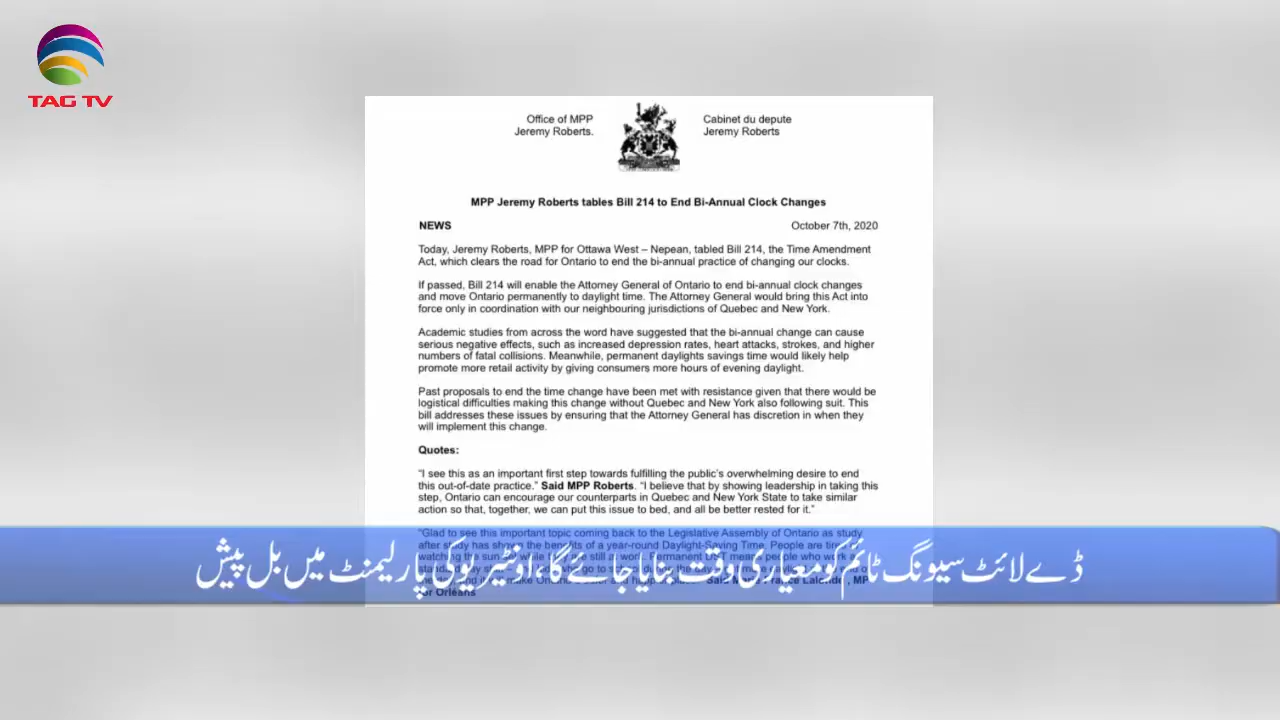 TAG TV
Office of MPP
Jeremy Roberts.
Cabinet du depute
Jeremy Roberts
MPP Jeremy Roberts tables Bill 214 to End Bi-Annual Clock Changes
NEWS
October 7th, 2020
Today, Jeremy Roberts, MPP for Ottawa West – Nepean, tabled Bill 214, the Time Amendment
Act, which clears the road for Ontario to end the bi-annual practice of changing our clocks.
If passed, Bill 214 will enable the Attorney General of Ontario to end bi-annual clock changes
and move Ontario permanently to daylight time. The Attorney General would bring this Act into
force only in coordination with our neighbouring jurisdictions of Quebec and New York.
Academic studies from across the word have suggested that the bi-annual change can cause
serious negative effects, such as increased depression rates, heart attacks, strokes, and higher
numbers of fatal collisions. Meanwhile, permanent daylights savings time would likely help
promote more retail activity by giving consumers more hours of evening daylight.
Past proposals to end the time change have been met with resistance given that there would be
logistical difficulties making this change without Quebec and New York also following suit. This
bill addresses these issues by ensuring that the Attorney General has discretion in when they
will implement this change.
Quotes:
“I see this as an important first step towards fulfilling the public’s overwhelming desire to end
this out-of-date practice.” Said MPP Roberts. “I believe that by showing leadership in taking this
step, Ontario can encourage our counterparts in Quebec and New York State to take similar
action so that, together, we can put this issue to bed, and all be better rested for it.”
“Glad to see this important topic coming back to the Legislative Assembly of Ontario as study
after study has shown the benefits of a year-round Daylight-Saving Time. People are
ڈے لائٹ سیونگ ٹائم کو معیاری وقت بنایا جائے گا، اونٹیریو کی پارلیمنٹ میں بل پیش
for Orleans